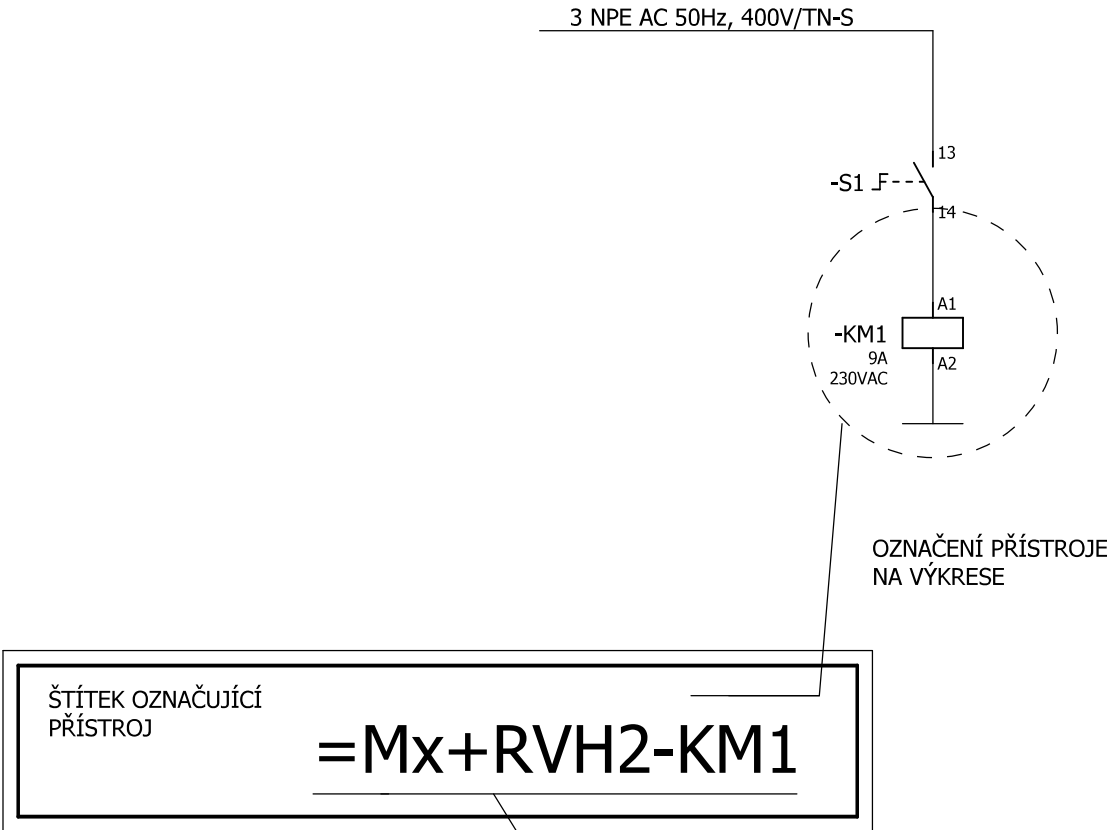 3 NPE AC 50Hz, 400V/TN-S
13
-S1
14
A1
-KM1
9A
A2
230VAC
OZNAČENÍ PŘÍSTROJE
NA VÝKRESE
ŠTÍTEK OZNAČUJÍCÍ
PŘÍSTROJ
=Mx+RVH2-KM1